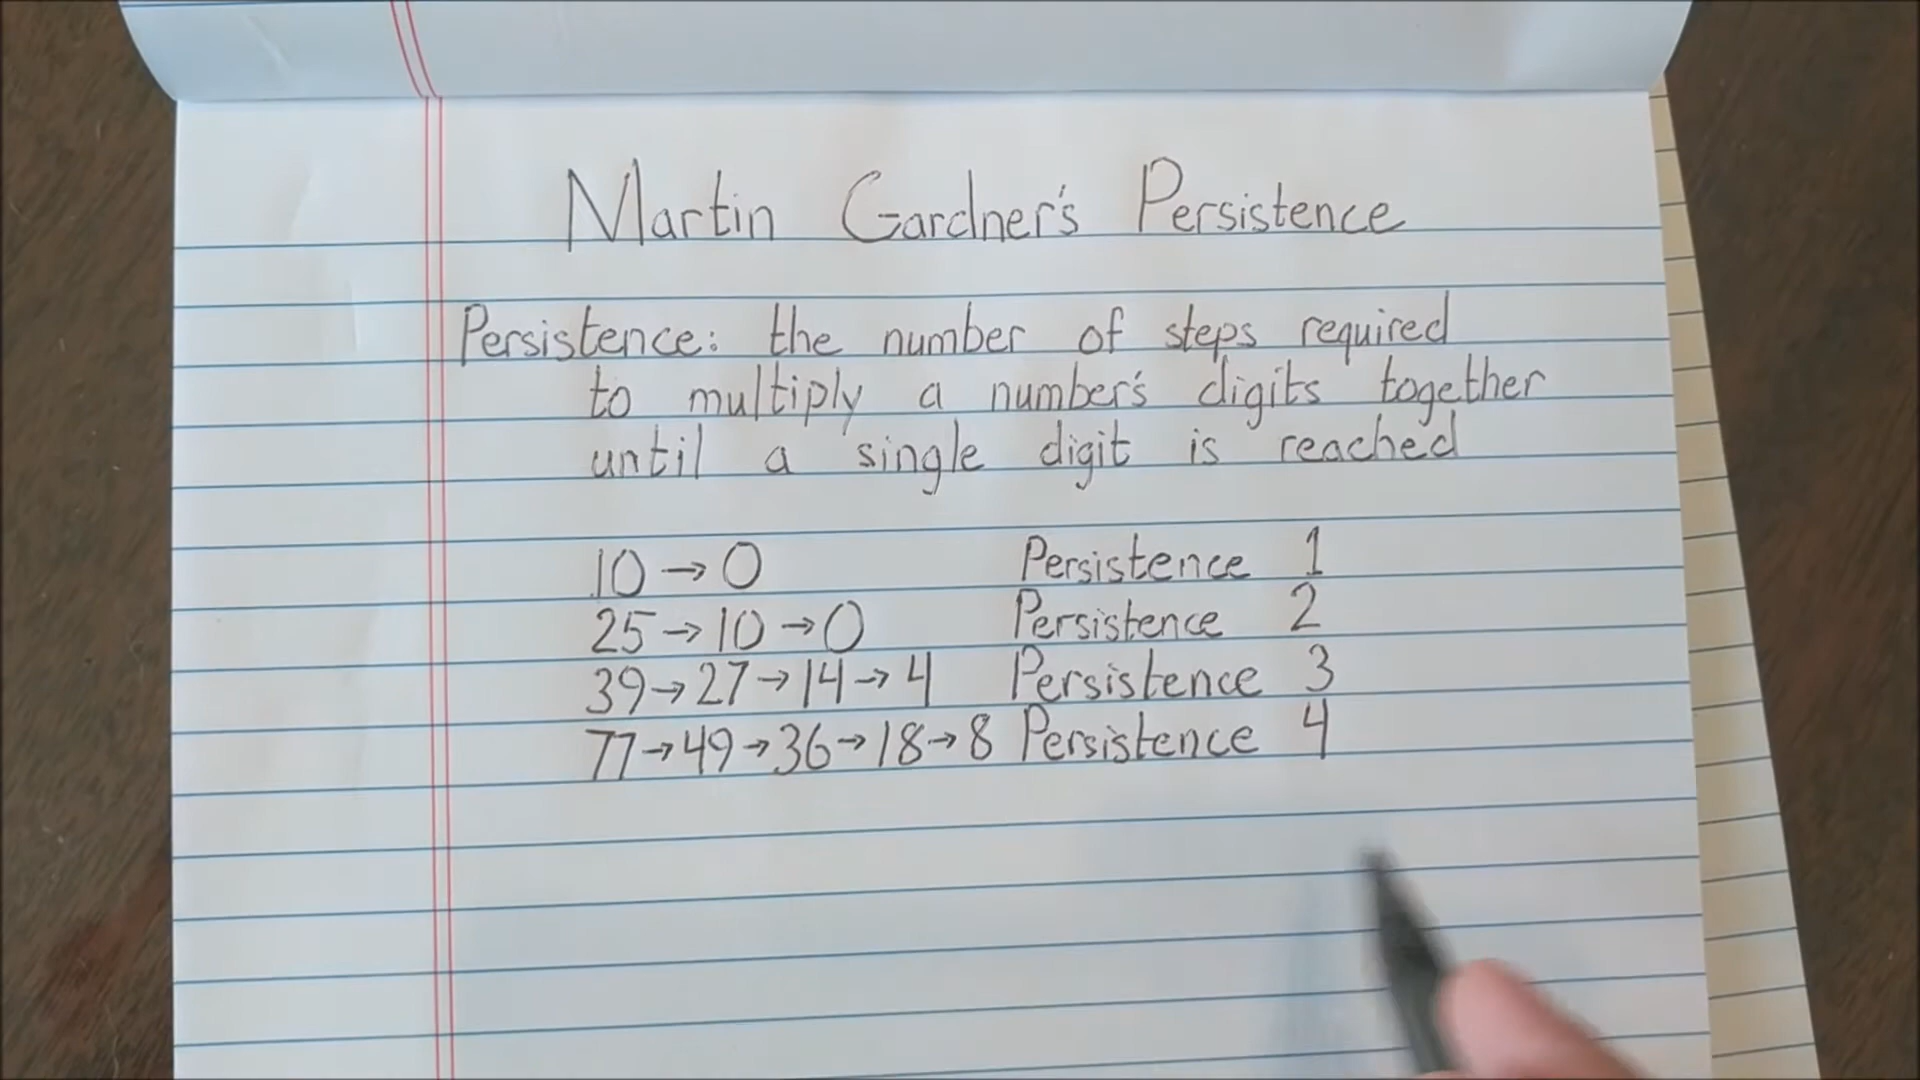 Martin Gardner's Persistence
Persistence: the number of steps required
to multiply a number's digits together
until a single digit is reached
10→0 Persistence 1
25→10→0 Persistence 2
39→27→14→4 Persistence 3
77→49→36→18→8 Persistence 4